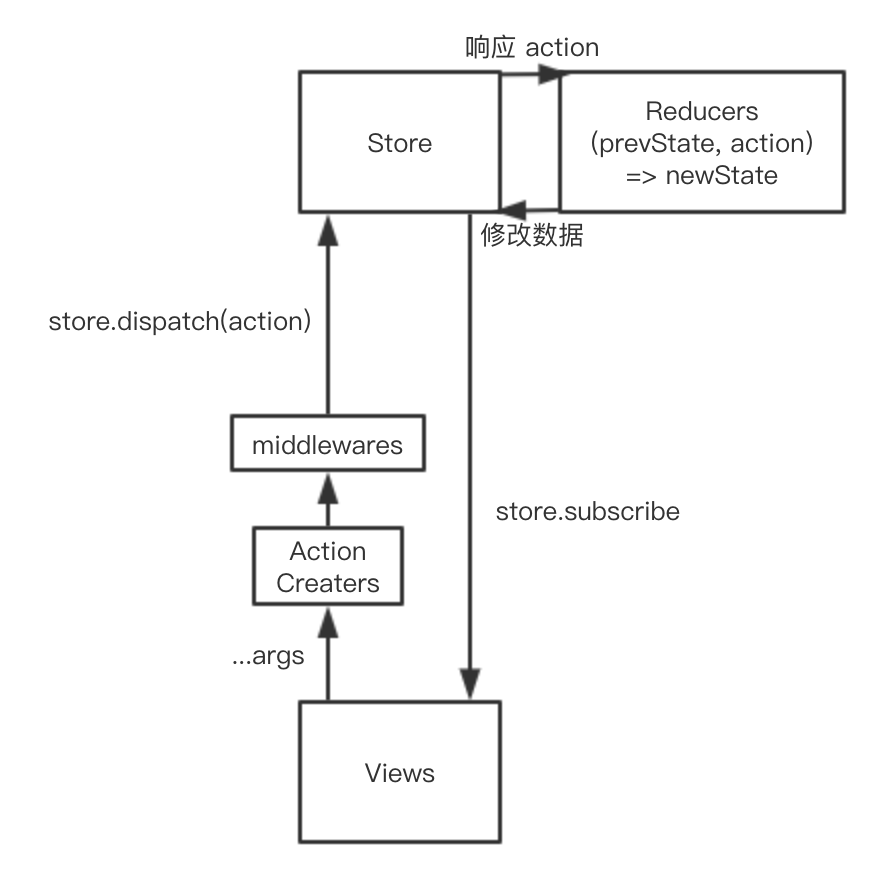 响应 action
Store
Reducers
(prevState, action)
=> newState
修改数据
store.dispatch(action)
middlewares
store.subscribe
Action
Creaters
...args
Views